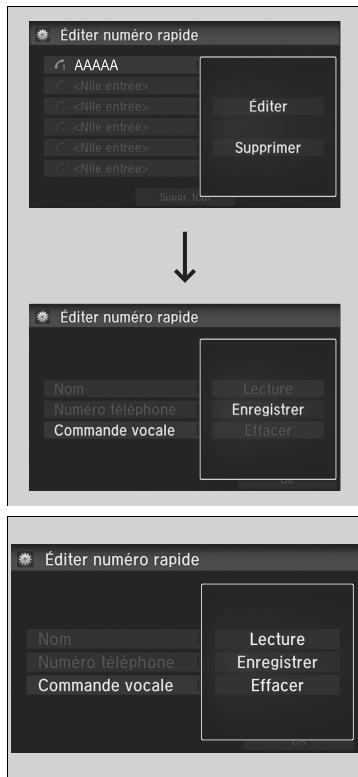 Éditer numéro rapide
AAAAA
<Nlle entrée>
<Nlle entrée>
Éditer
<Nlle entrée>
<Nlle entrée>
Supprimer
<Nlle entrée>
Suppr. tout
Éditer numéro rapide
Nom
Lecture
Numéro téléphone
Enregistrer
Commande vocale
Effacer
OK
Éditer numéro rapide
Nom
Lecture
Numéro téléphone
Enregistrer
Commande vocale
Effacer
OK